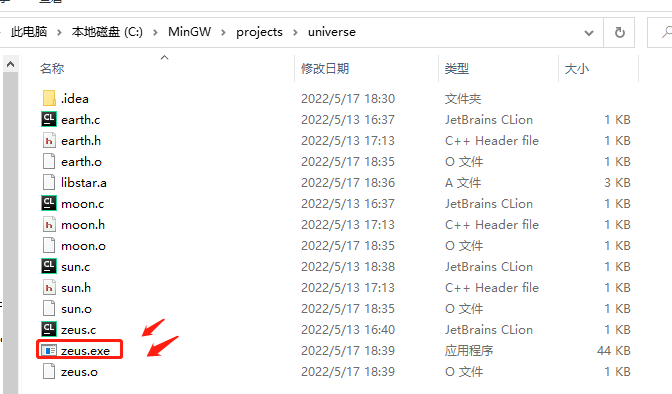 此电脑 > 本地磁盘 (C:) > MinGW > projects > universe
名称 修改日期 类型 大小
.idea 2022/5/17 18:30 文件夹
CL earth.c 2022/5/13 16:37 JetBrains CLion 1 KB
h earth.h 2022/5/13 17:13 C++ Header file 1 KB
earth.o 2022/5/17 18:35 O 文件 1 KB
libstar.a 2022/5/17 18:36 A 文件 3 KB
CL moon.c 2022/5/13 16:37 JetBrains CLion 1 KB
h moon.h 2022/5/13 17:13 C++ Header file 1 KB
moon.o 2022/5/17 18:35 O 文件 1 KB
CL sun.c 2022/5/13 18:38 JetBrains CLion 1 KB
h sun.h 2022/5/13 17:13 C++ Header file 1 KB
sun.o 2022/5/17 18:35 O 文件 1 KB
CL zeus.c 2022/5/13 16:40 JetBrains CLion 1 KB
zeus.exe 2022/5/17 18:39 应用程序 44 KB
zeus.o 2022/5/17 18:39 O 文件 1 KB